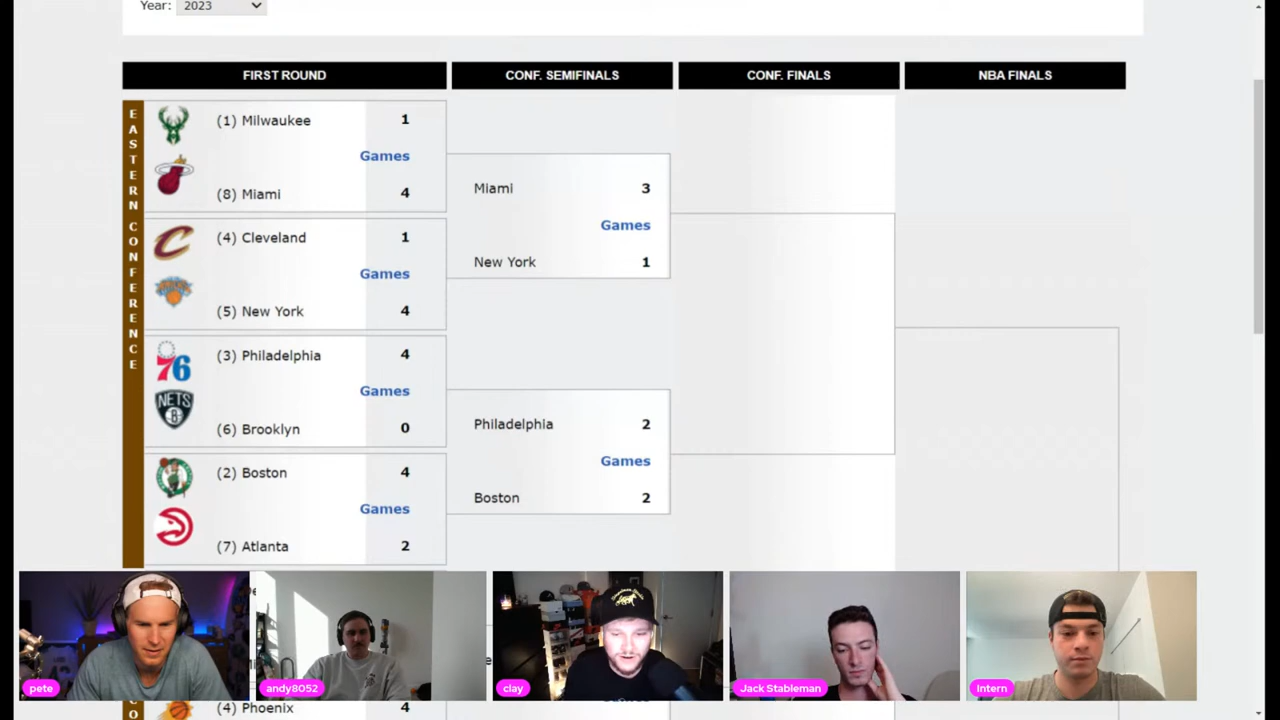 Year: 2023
FIRST ROUND
CONF. SEMIFINALS
CONF. FINALS
NBA FINALS
EASTERN CONFERENCE
(1) Milwaukee 1
Games
(8) Miami 4
(4) Cleveland 1
Games
(5) New York 4
(3) Philadelphia 4
Games
(6) Brooklyn 0
(2) Boston 4
Games
(7) Atlanta 2
Miami 3
Games
New York 1
Philadelphia 2
Games
Boston 2
76
NETS
B
pete
andy8052
clay
Jack Stableman
Intern
CO
(4) Phoenix 4